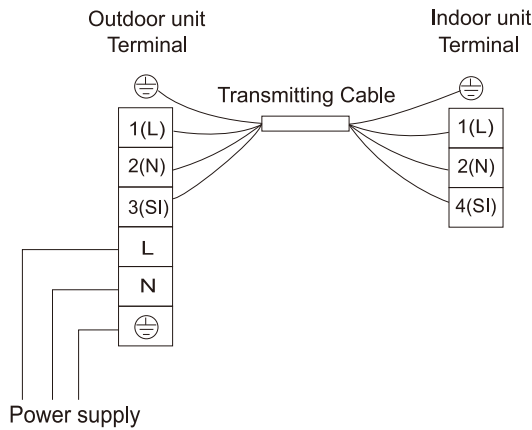 Outdoor unit
Terminal
Indoor unit
Terminal
Transmitting Cable
1(L)
2(N)
3(SI)
L
N
1(L)
2(N)
4(SI)
Power supply